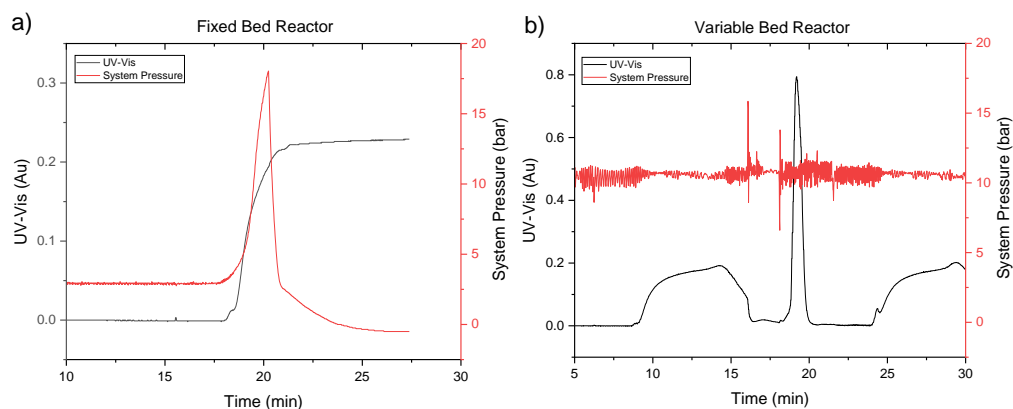 a)
Fixed Bed Reactor
UV-Vis
System Pressure
0.3
0.2
0.1
0.0
UV-Vis (Au)
20
15
10
5
0
System Pressure (bar)
10 15 20 25 30
Time (min)
b)
Variable Bed Reactor
UV-Vis
System Pressure
0.8
0.6
0.4
0.2
0.0
UV-Vis (Au)
20
15
10
5
0
System Pressure (bar)
5 10 15 20 25 30
Time (min)